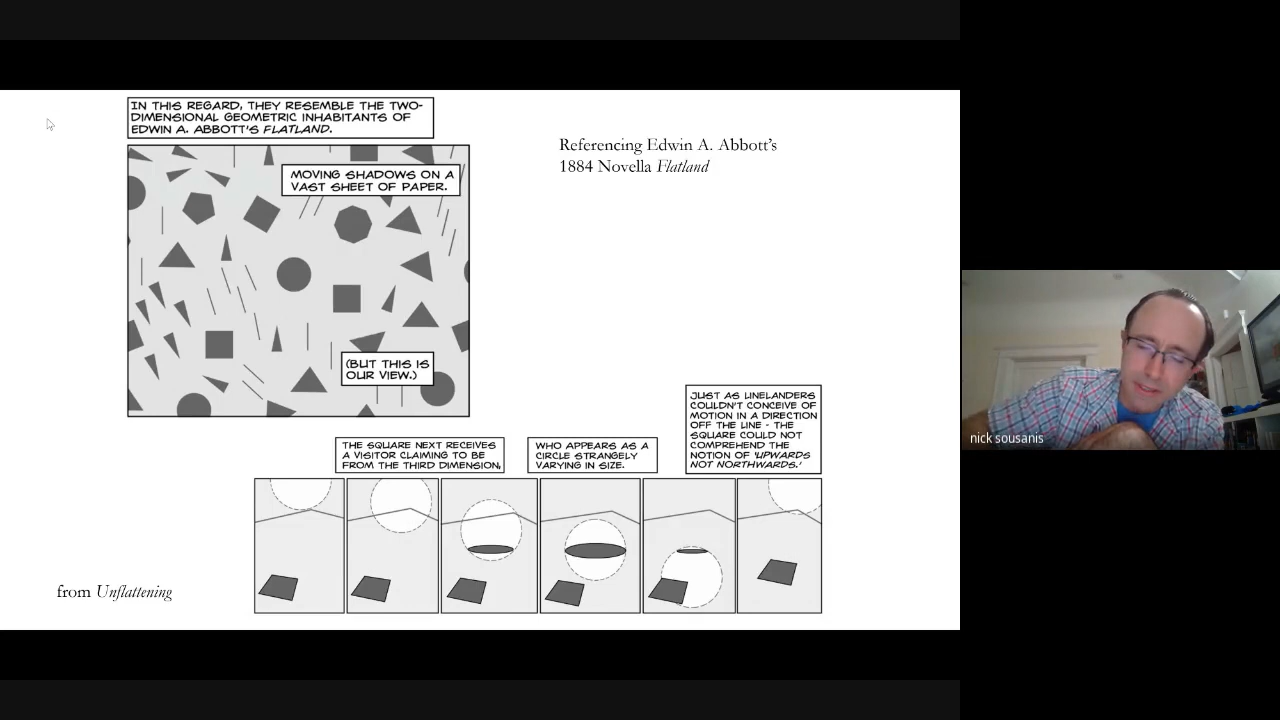 IN THIS REGARD, THEY RESEMBLE THE TWO-
DIMENSIONAL GEOMETRIC INHABITANTS OF
EDWIN A. ABBOTT'S FLATLAND.
MOVING SHADOWS ON A
VAST SHEET OF PAPER.
(BUT THIS IS
OUR VIEW.)
Referencing Edwin A. Abbott's
1884 Novella Flatland
THE SQUARE NEXT RECEIVES
A VISITOR CLAIMING TO BE
FROM THE THIRD DIMENSION,
WHO APPEARS AS A
CIRCLE STRANGELY
VARYING IN SIZE.
JUST AS LINELANDERS
COULDN'T CONCEIVE OF
MOTION IN A DIRECTION
OFF THE LINE - THE
SQUARE COULD NOT
COMPREHEND THE
NOTION OF 'UPWARDS
NOT NORTHWARDS.'
from Unflattening
nick sousanis